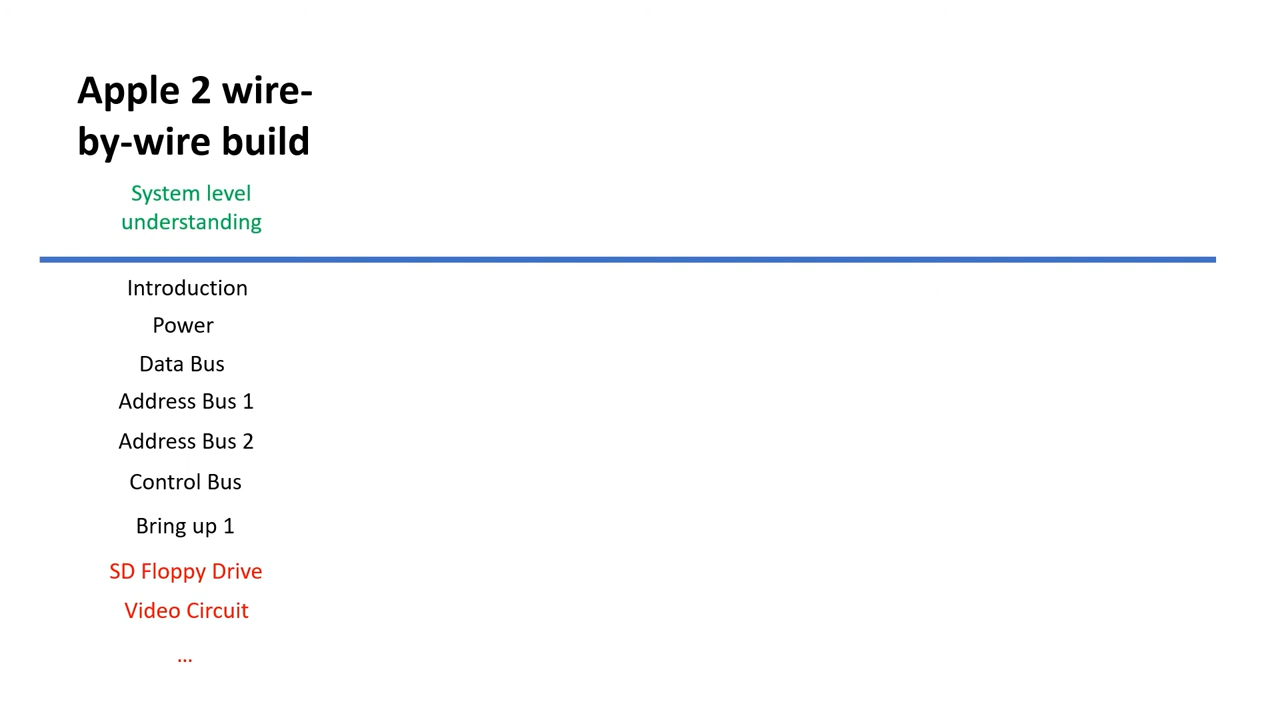 Apple 2 wire-
by-wire build
System level
understanding
Introduction
Power
Data Bus
Address Bus 1
Address Bus 2
Control Bus
Bring up 1
SD Floppy Drive
Video Circuit
...